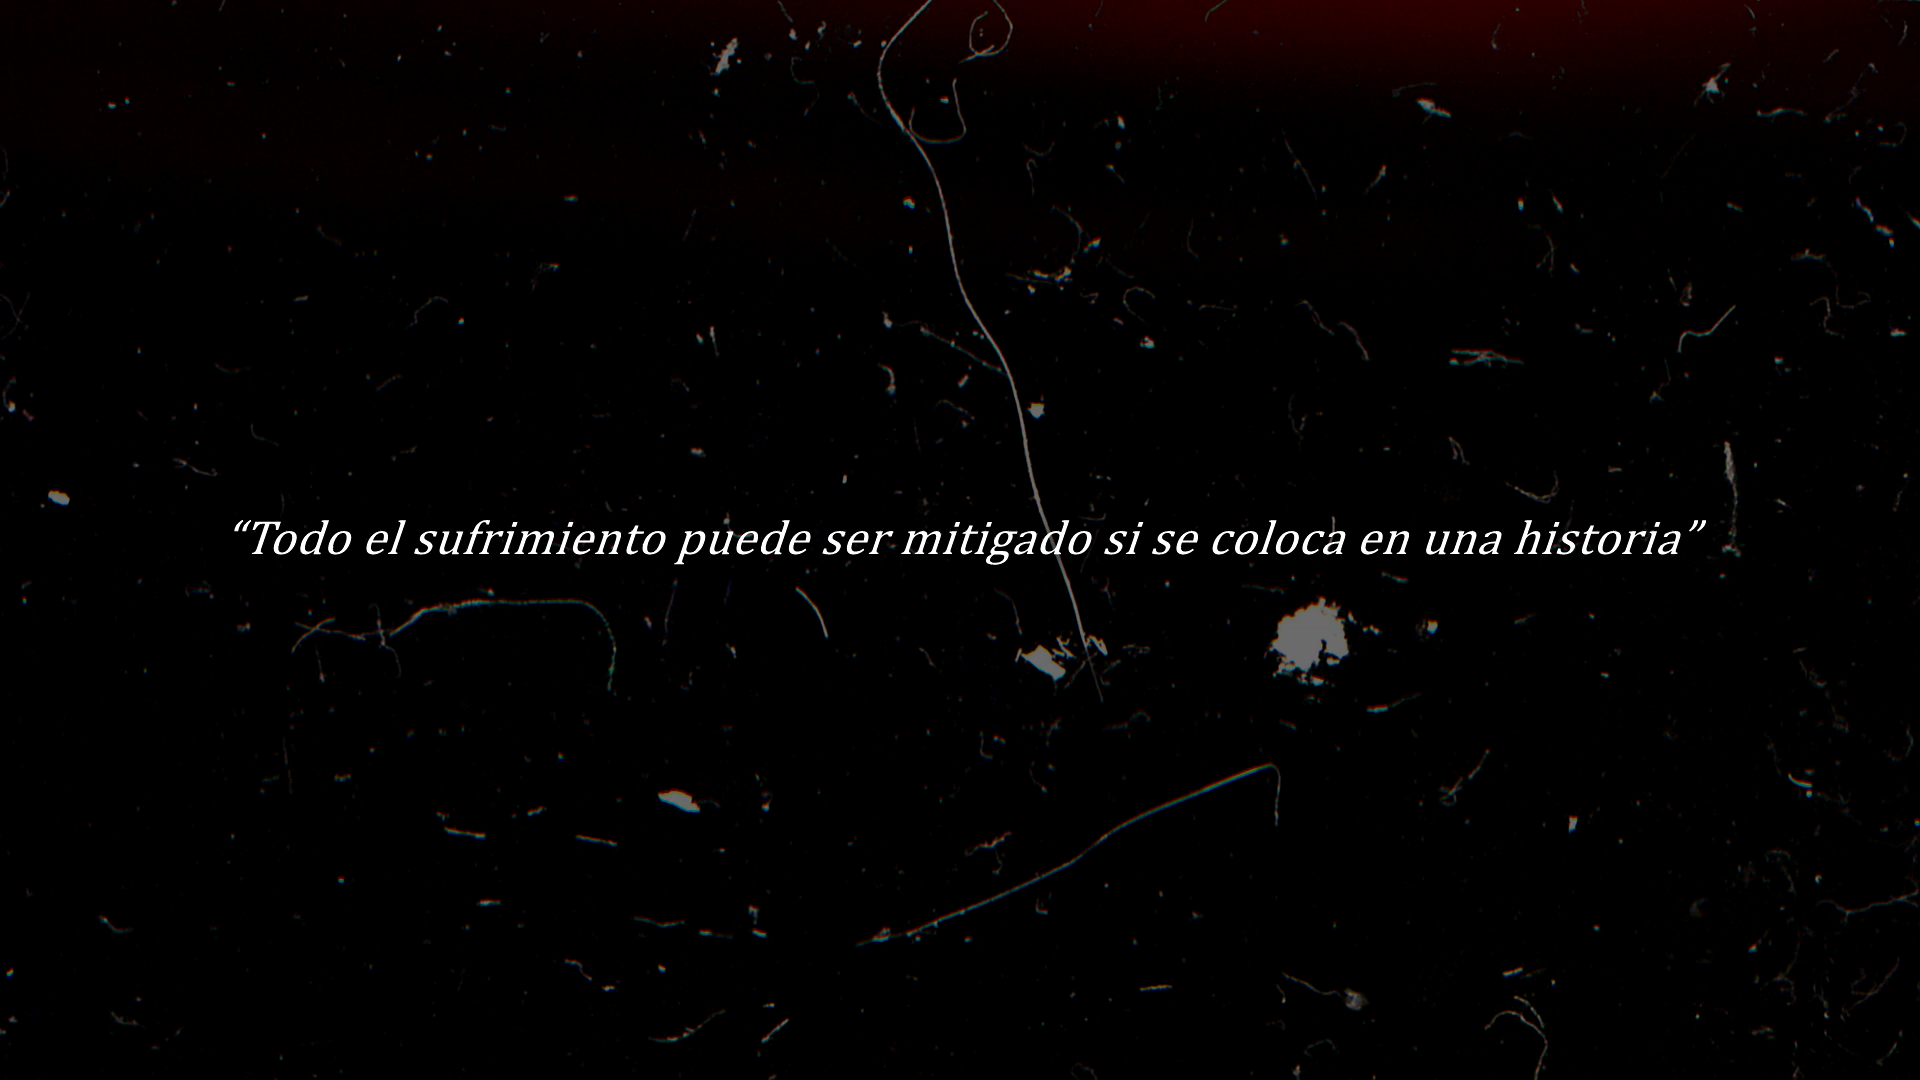 “Todo el sufrimiento puede ser mitigado si se coloca en una historia”